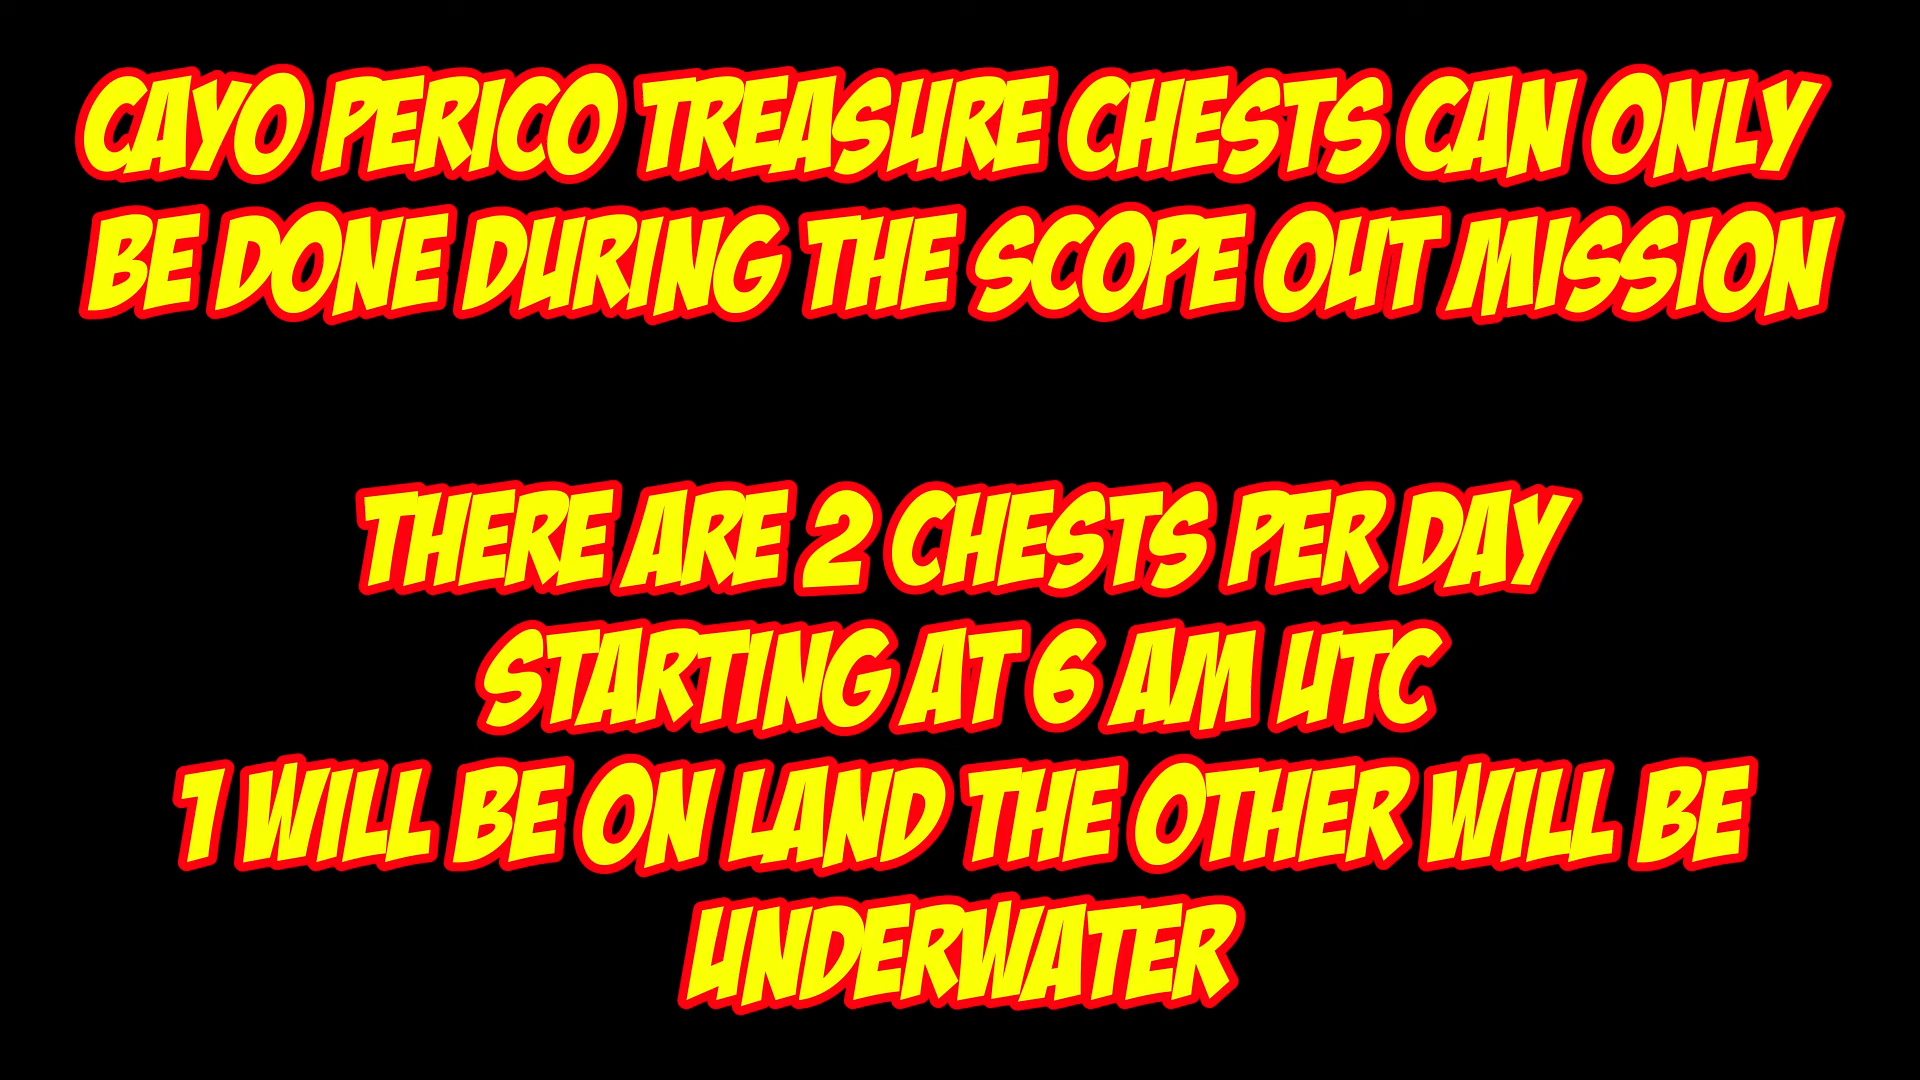 CAYO PERICO TREASURE CHESTS CAN ONLY
BE DONE DURING THE SCOPE OUT MISSION
THERE ARE 2 CHESTS PER DAY
STARTING AT 6 AM UTC
1 WILL BE ON LAND THE OTHER WILL BE
UNDERWATER